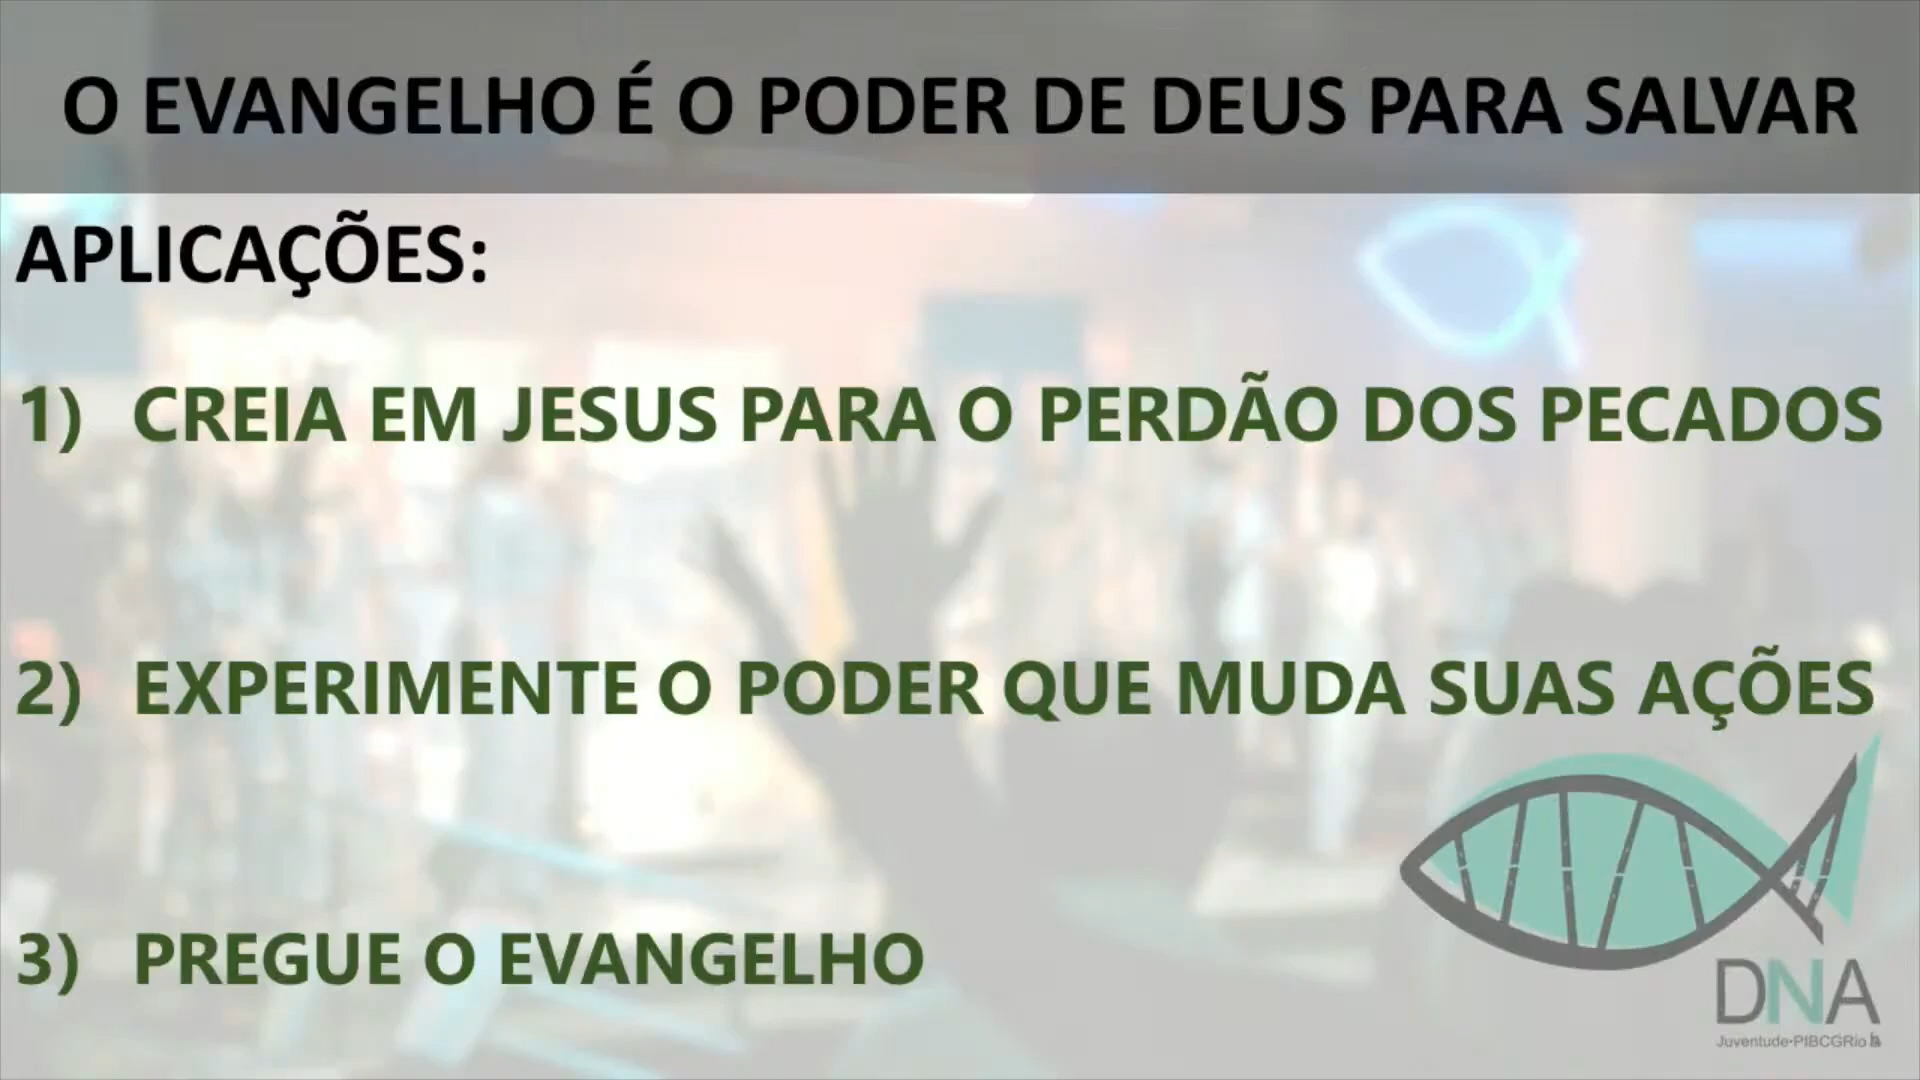 O EVANGELHO É O PODER DE DEUS PARA SALVAR
APLICAÇÕES:
1) CREIA EM JESUS PARA O PERDÃO DOS PECADOS
2) EXPERIMENTE O PODER QUE MUDA SUAS AÇÕES
3) PREGUE O EVANGELHO
DNA
Juventude·PIBCGRio